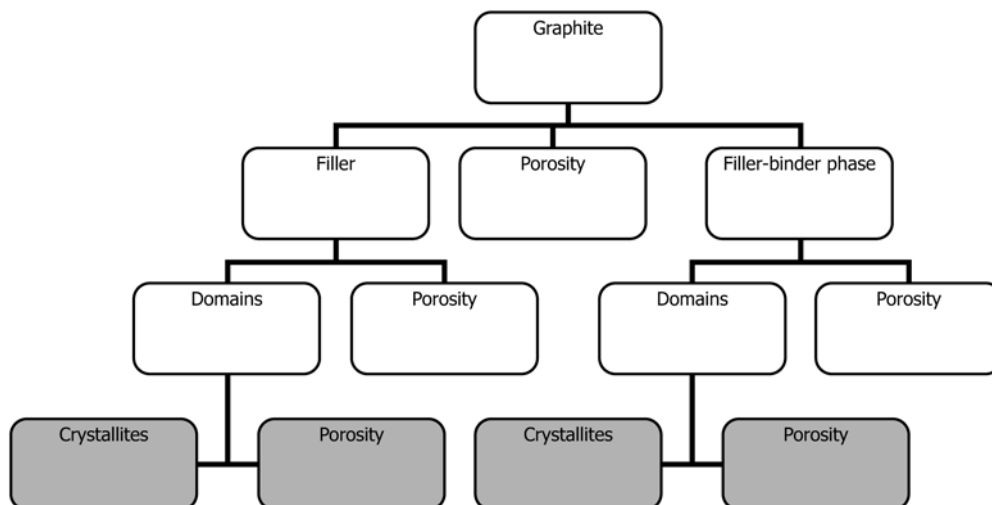 Graphite
Filler
Porosity
Filler-binder phase
Domains
Porosity
Domains
Porosity
Crystallites
Porosity
Crystallites
Porosity